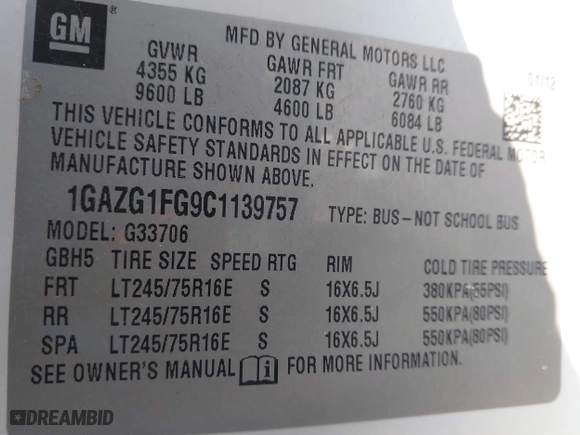 GM ®
MFD BY GENERAL MOTORS LLC
GVWR GAWR FRT GAWR RR
4355 KG 2087 KG 2760 KG
9600 LB 4600 LB 6084 LB
01/12
THIS VEHICLE CONFORMS TO ALL APPLICABLE U.S. FEDERAL MOTOR
VEHICLE SAFETY STANDARDS IN EFFECT ON THE DATE OF
MANUFACTURE SHOWN ABOVE.
1GAZG1FG9C1139757 TYPE: BUS–NOT SCHOOL BUS
MODEL: G33706
GBH5 TIRE SIZE SPEED RTG RIM COLD TIRE PRESSURE
FRT LT245/75R16E S 16X6.5J 380KPA(55PSI)
RR LT245/75R16E S 16X6.5J 550KPA(80PSI)
SPA LT245/75R16E S 16X6.5J 550KPA(80PSI)
SEE OWNER'S MANUAL FOR MORE INFORMATION.
DREAMBID